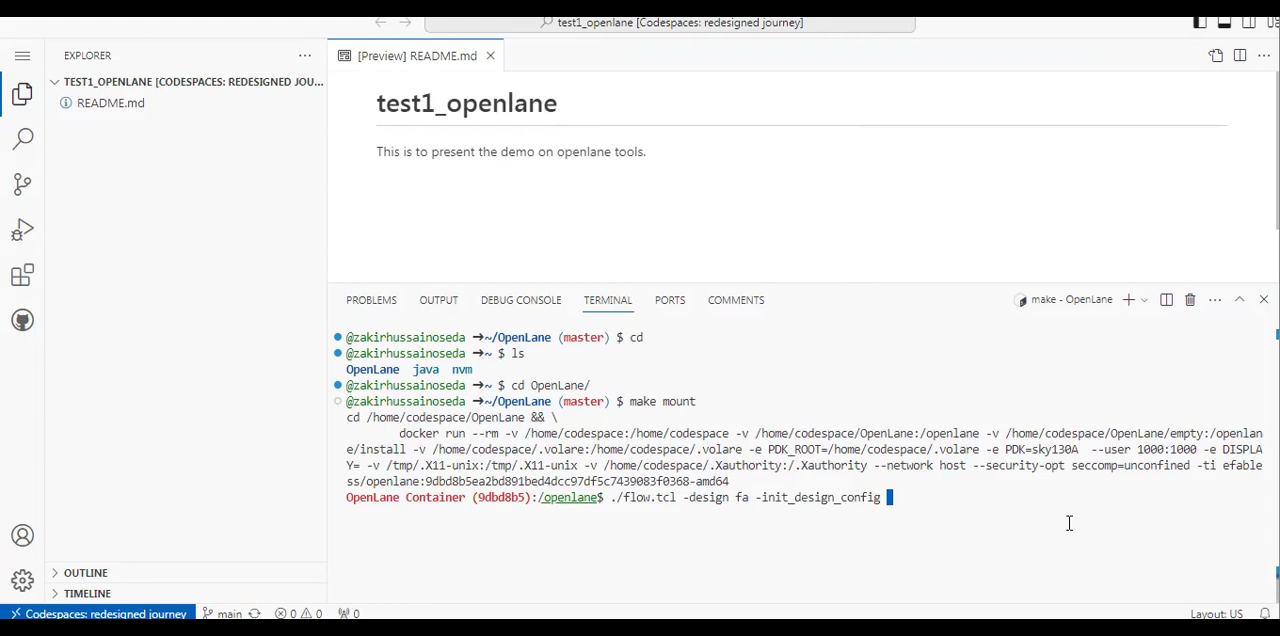 test1_openlane [Codespaces: redesigned journey]
EXPLORER
[Preview] README.md
TEST1_OPENLANE [CODESPACES: REDESIGNED JOU...
README.md
test1_openlane
This is to present the demo on openlane tools.
PROBLEMS OUTPUT DEBUG CONSOLE TERMINAL PORTS COMMENTS make - OpenLane
@zakirhussainoseda ➜~/OpenLane (master) $ cd
@zakirhussainoseda ➜~ $ ls
OpenLane java nvm
@zakirhussainoseda ➜~ $ cd OpenLane/
@zakirhussainoseda ➜~/OpenLane (master) $ make mount
cd /home/codespace/OpenLane && \
docker run --rm -v /home/codespace:/home/codespace -v /home/codespace/OpenLane:/openlane -v /home/codespace/OpenLane/empty:/openlan
e/install -v /home/codespace/.volare:/home/codespace/.volare -e PDK_ROOT=/home/codespace/.volare -e PDK=sky130A --user 1000:1000 -e DISPLA
Y= -v /tmp/.X11-unix:/tmp/.X11-unix -v /home/codespace/.Xauthority:/.Xauthority --network host --security-opt seccomp=unconfined -ti efable
ss/openlane:9dbd8b5ea2bd891bed4dcc97df5c7439083f0368-amd64
OpenLane Container (9dbd8b5):/openlane$ ./flow.tcl -design fa -init_design_config
OUTLINE
TIMELINE
Codespaces: redesigned journey main 0 0 0 Layout: US